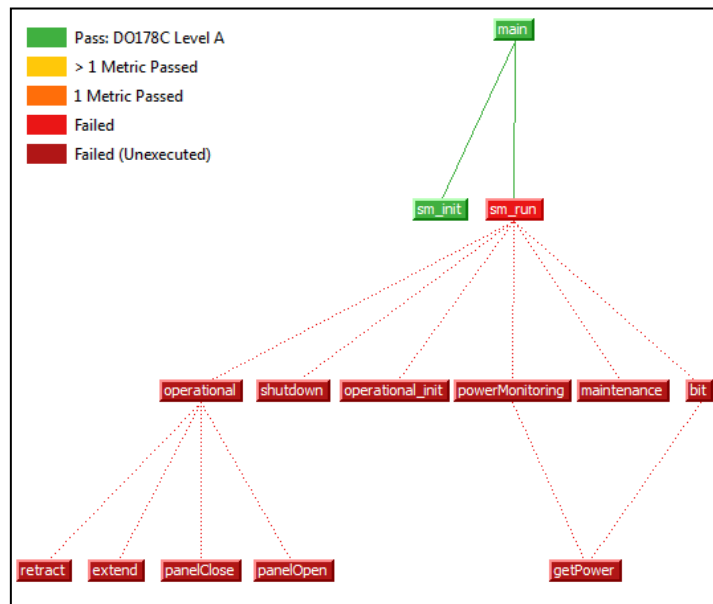 Pass: DO178C Level A
> 1 Metric Passed
1 Metric Passed
Failed
Failed (Unexecuted)
main
sm_init
sm_run
operational
shutdown
operational_init
powerMonitoring
maintenance
bit
retract
extend
panelClose
panelOpen
getPower